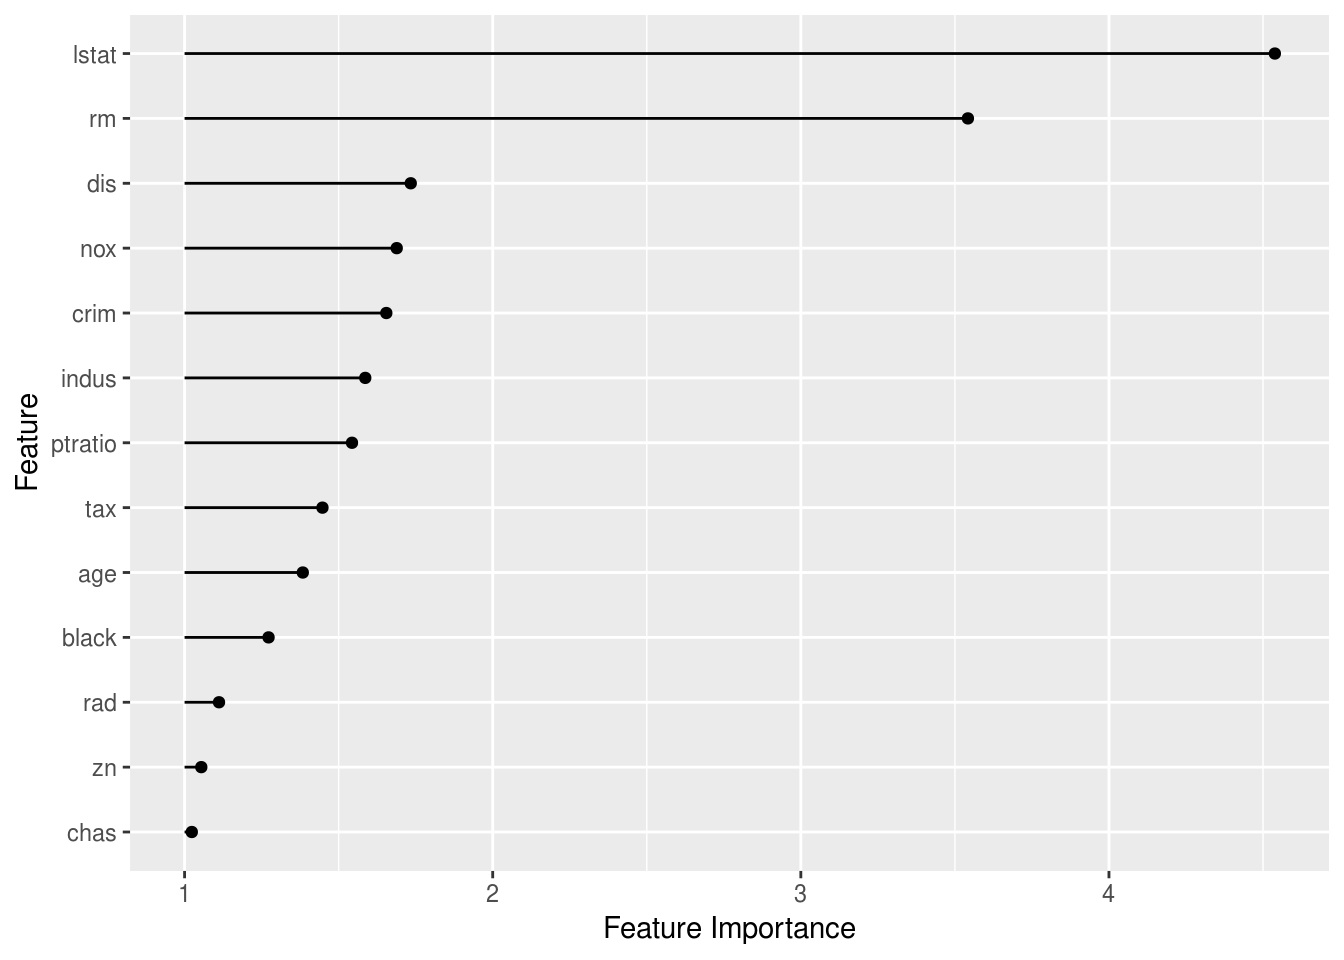 lstat
rm
dis
nox
crim
indus
ptratio
tax
age
black
rad
zn
chas
Feature
1 2 3 4
Feature Importance